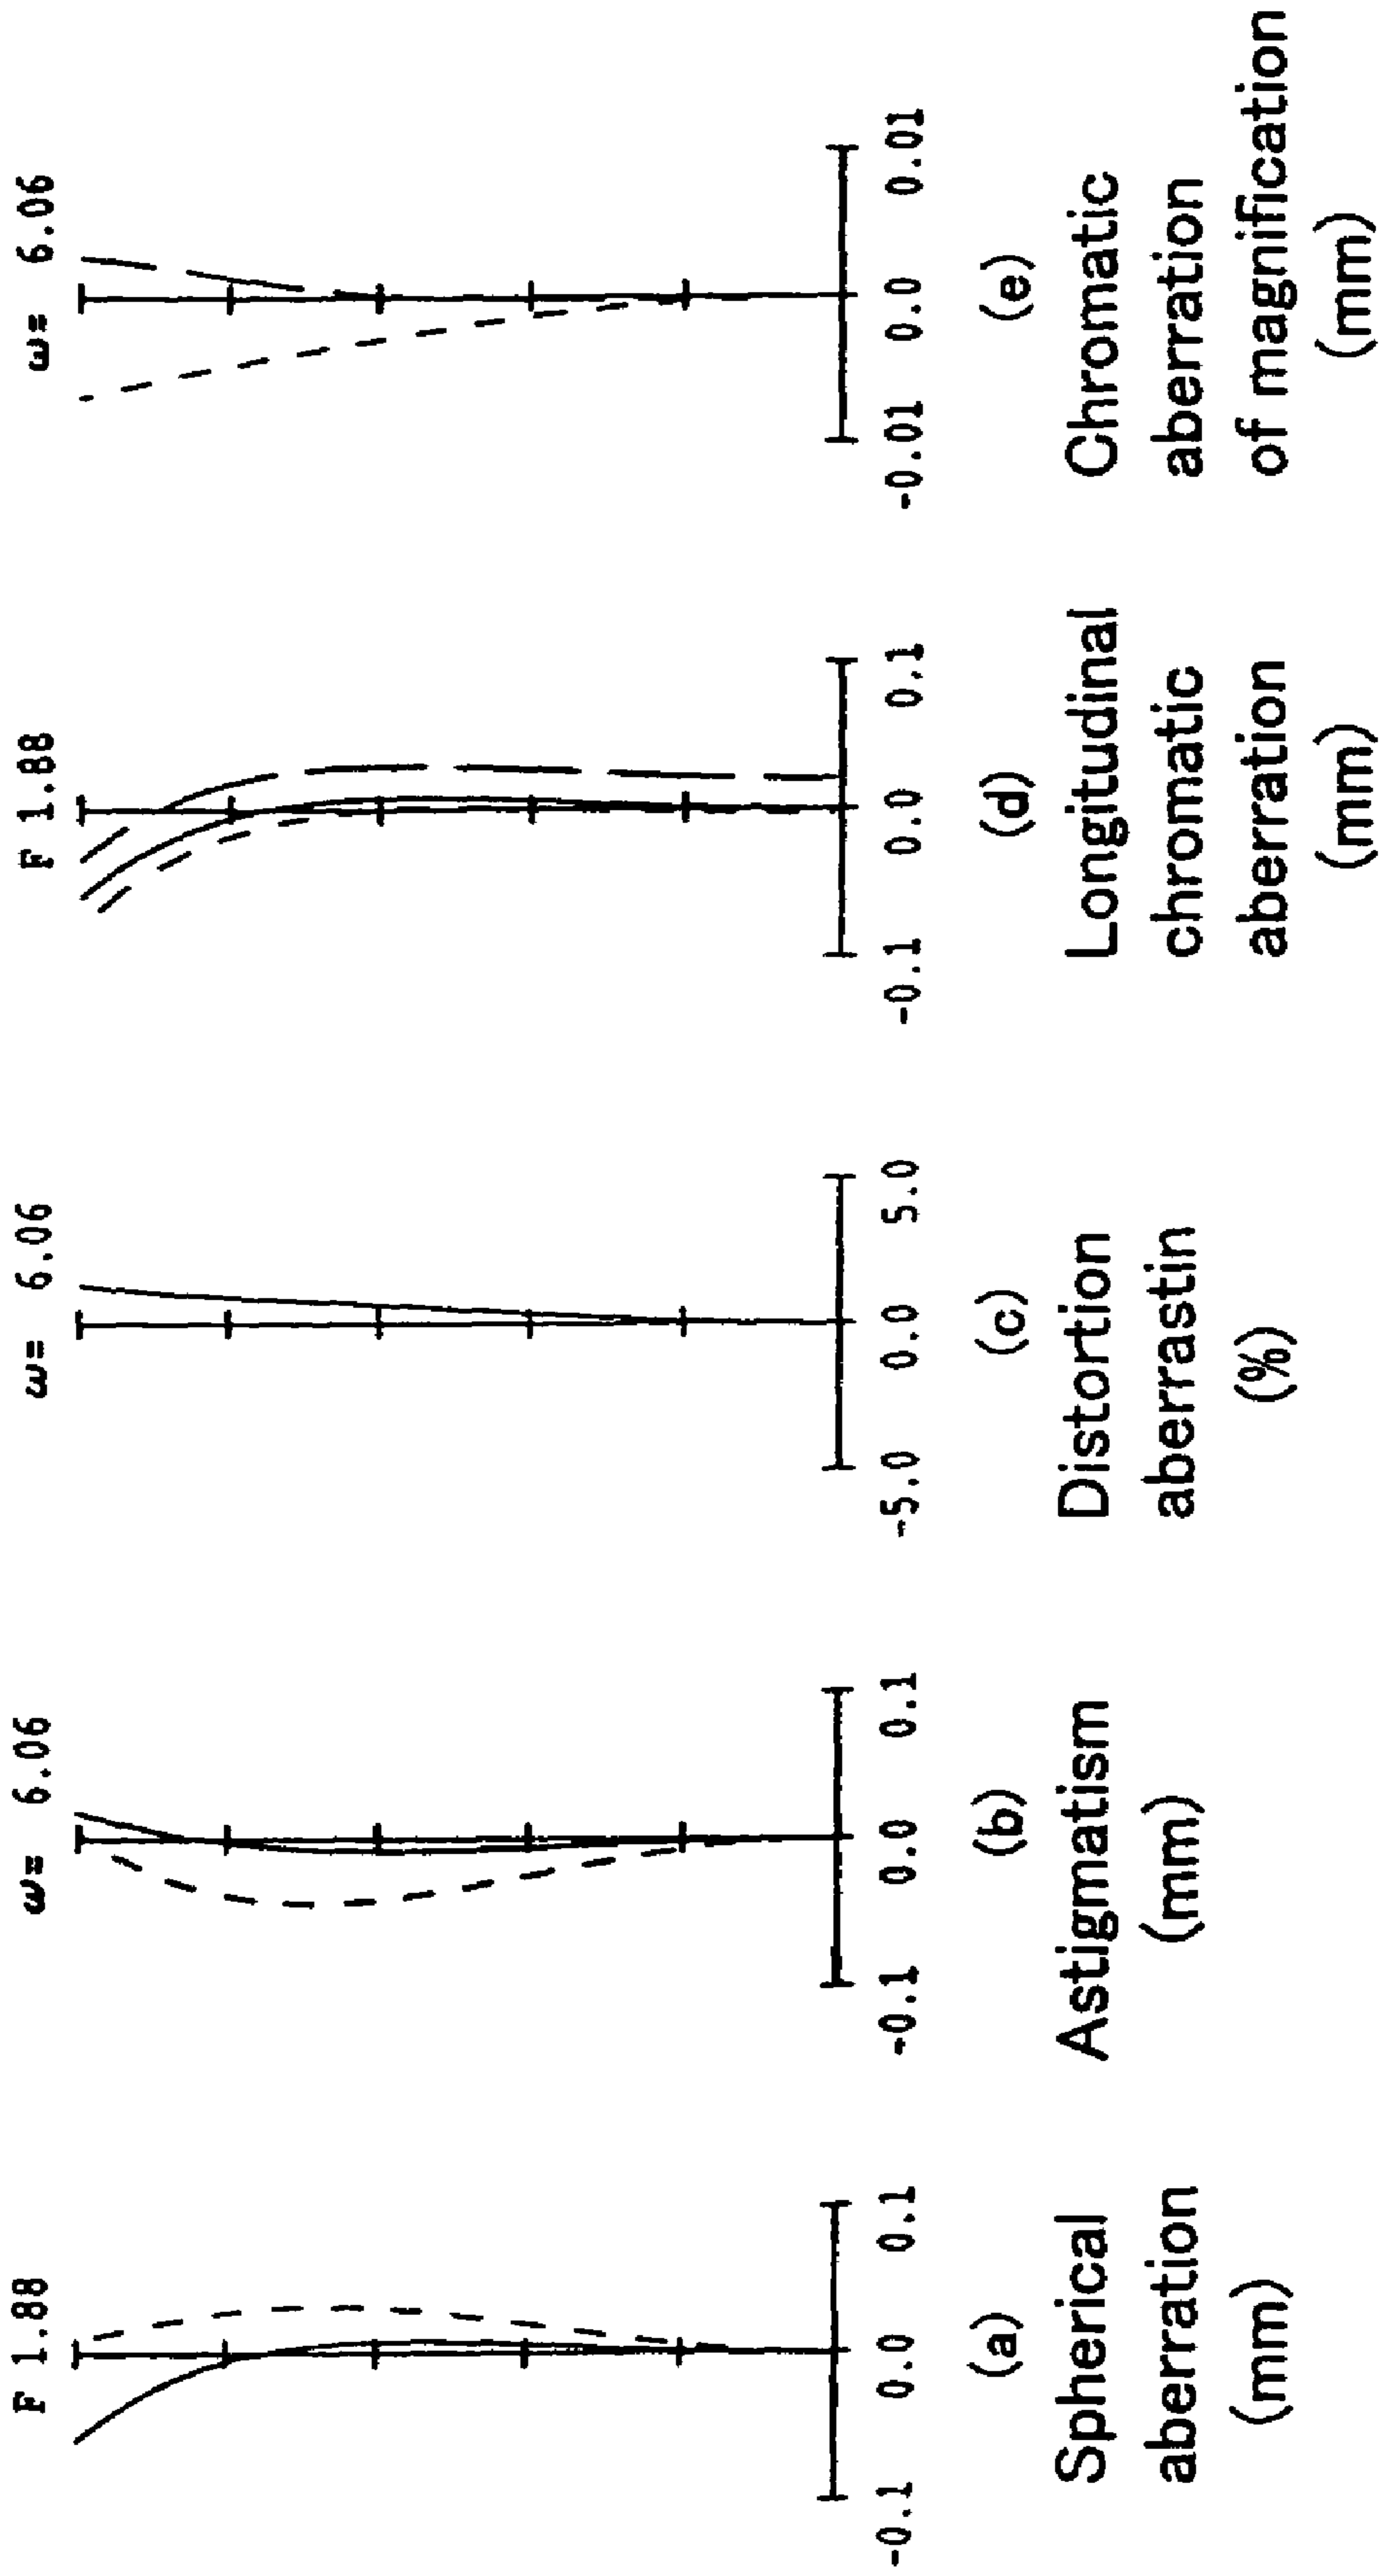 F 1.88
-0.1 0.0 0.1
(a)
Spherical
aberration
(mm)
ω= 6.06
-0.1 0.0 0.1
(b)
Astigmatism
(mm)
ω= 6.06
-5.0 0.0 5.0
(c)
Distortion
aberrastin
(%)
F 1.88
-0.1 0.0 0.1
(d)
Longitudinal
chromatic
aberration
(mm)
ω= 6.06
-0.01 0.0 0.01
(e)
Chromatic
aberration
of magnification
(mm)